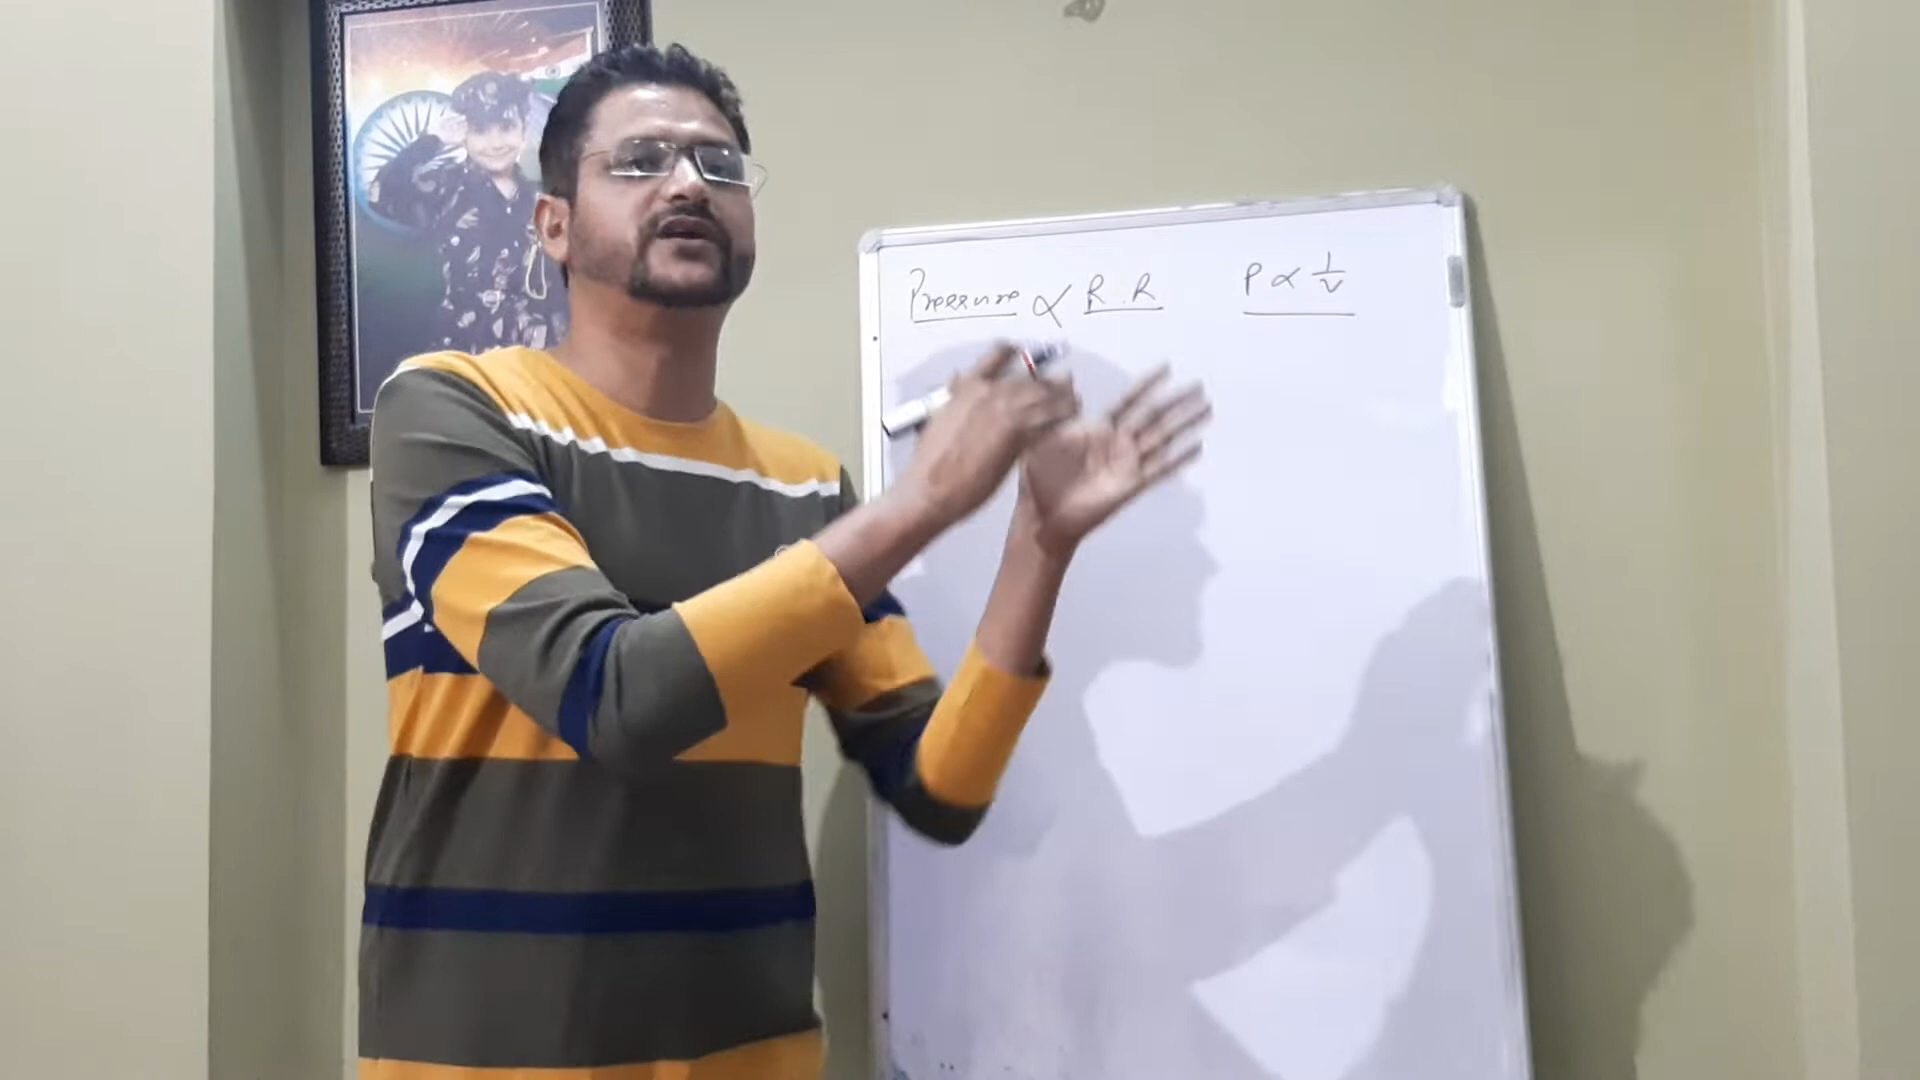 Pressure ∝ R.R P ∝ 1/v